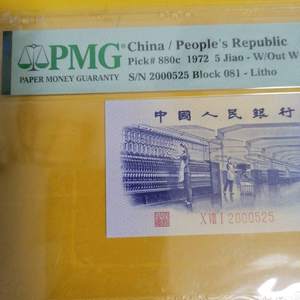 PMG
PAPER MONEY GUARANTY
China / People's Republic
Pick# 880c 1972 5 Jiao - W/Out W
S/N 2000525 Block 081 - Litho
中國人民銀行
X VIII I 2000525